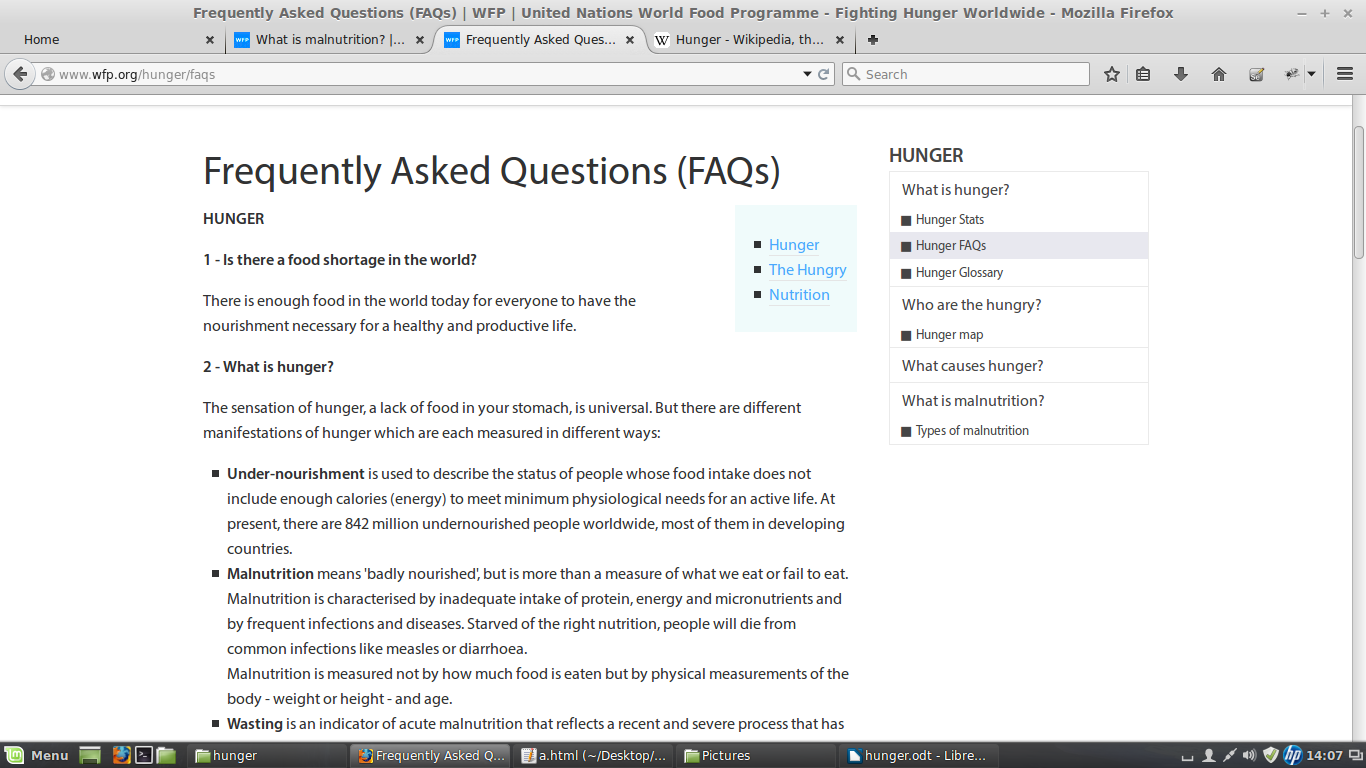 Frequently Asked Questions (FAQs) | WFP | United Nations World Food Programme - Fighting Hunger Worldwide - Mozilla Firefox
Home
WFP What is malnutrition? |...
WFP Frequently Asked Ques...
W Hunger - Wikipedia, th...
www.wfp.org/hunger/faqs
Search
Frequently Asked Questions (FAQs)
HUNGER
1 - Is there a food shortage in the world?
There is enough food in the world today for everyone to have the
nourishment necessary for a healthy and productive life.
Hunger
The Hungry
Nutrition
2 - What is hunger?
The sensation of hunger, a lack of food in your stomach, is universal. But there are different
manifestations of hunger which are each measured in different ways:
Under-nourishment is used to describe the status of people whose food intake does not
include enough calories (energy) to meet minimum physiological needs for an active life. At
present, there are 842 million undernourished people worldwide, most of them in developing
countries.
Malnutrition means 'badly nourished', but is more than a measure of what we eat or fail to eat.
Malnutrition is characterised by inadequate intake of protein, energy and micronutrients and
by frequent infections and diseases. Starved of the right nutrition, people will die from
common infections like measles or diarrhoea.
Malnutrition is measured not by how much food is eaten but by physical measurements of the
body - weight or height - and age.
Wasting is an indicator of acute malnutrition that reflects a recent and severe process that has
HUNGER
What is hunger?
Hunger Stats
Hunger FAQs
Hunger Glossary
Who are the hungry?
Hunger map
What causes hunger?
What is malnutrition?
Types of malnutrition
Menu
hunger
Frequently Asked Q...
a.html (~/Desktop/...
Pictures
hunger.odt - Libre...
hp
14:07